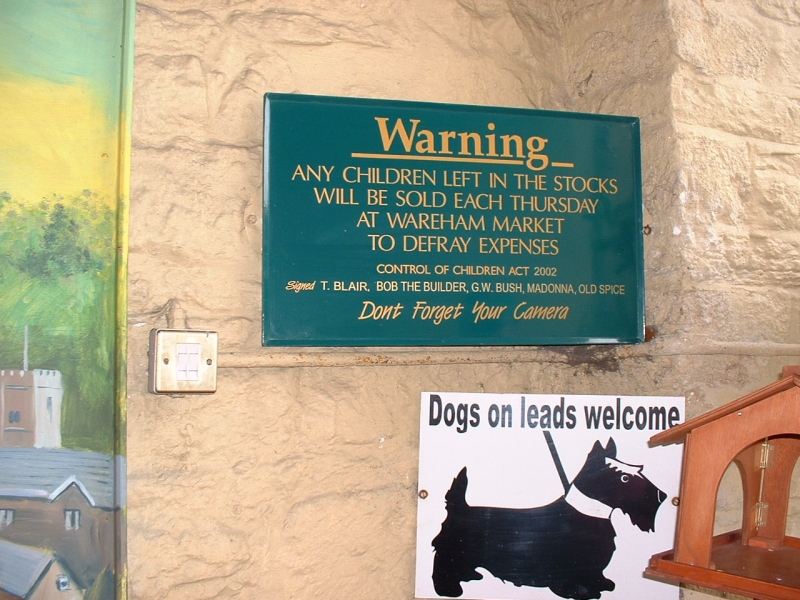 Warning
ANY CHILDREN LEFT IN THE STOCKS
WILL BE SOLD EACH THURSDAY
AT WAREHAM MARKET
TO DEFRAY EXPENSES
CONTROL OF CHILDREN ACT 2002
Signed T. BLAIR, BOB THE BUILDER, G.W. BUSH, MADONNA, OLD SPICE
Dont Forget Your Camera
Dogs on leads welcome